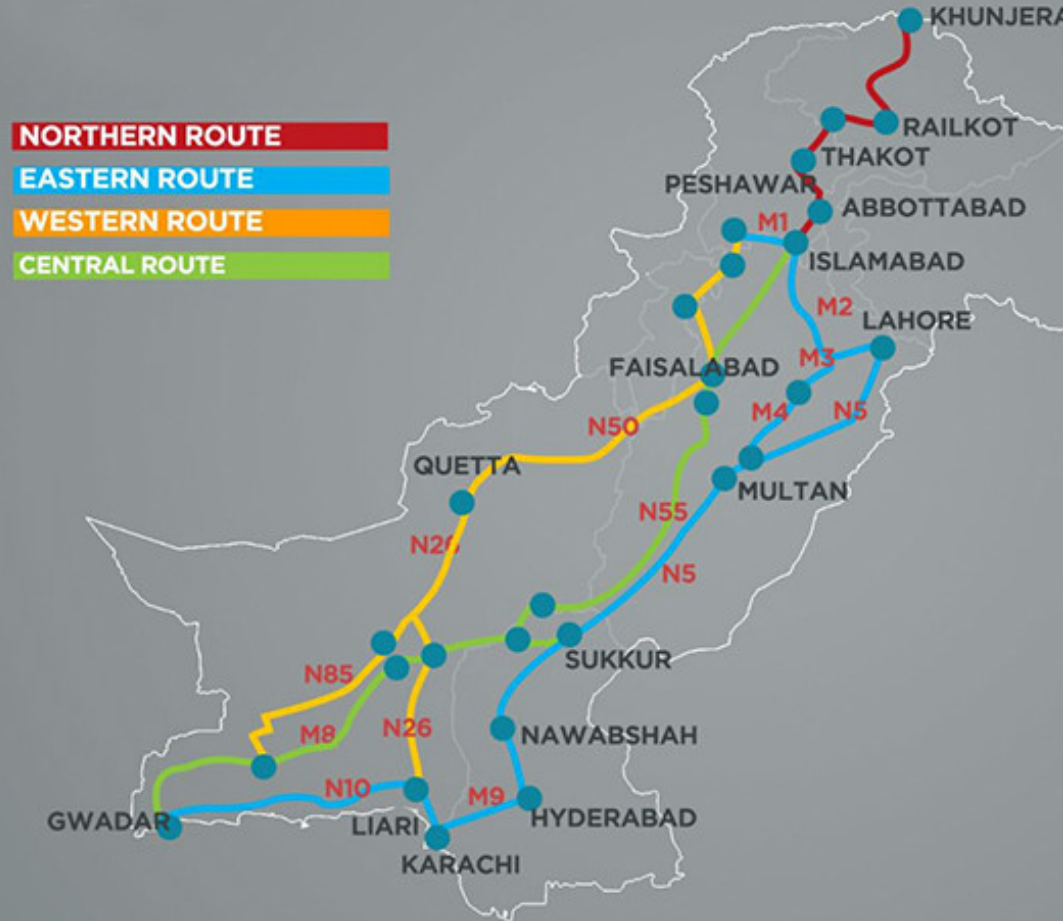 KHUNJERA
NORTHERN ROUTE
EASTERN ROUTE
WESTERN ROUTE
CENTRAL ROUTE
RAILKOT
THAKOT
PESHAWAR
ABBOTTABAD
M1
ISLAMABAD
M2
LAHORE
M3
FAISALABAD
M4
N5
N50
QUETTA
MULTAN
N55
N26
N5
SUKKUR
N85
M8
N26
NAWABSHAH
N10
M9
GWADAR
LIARI
HYDERABAD
KARACHI